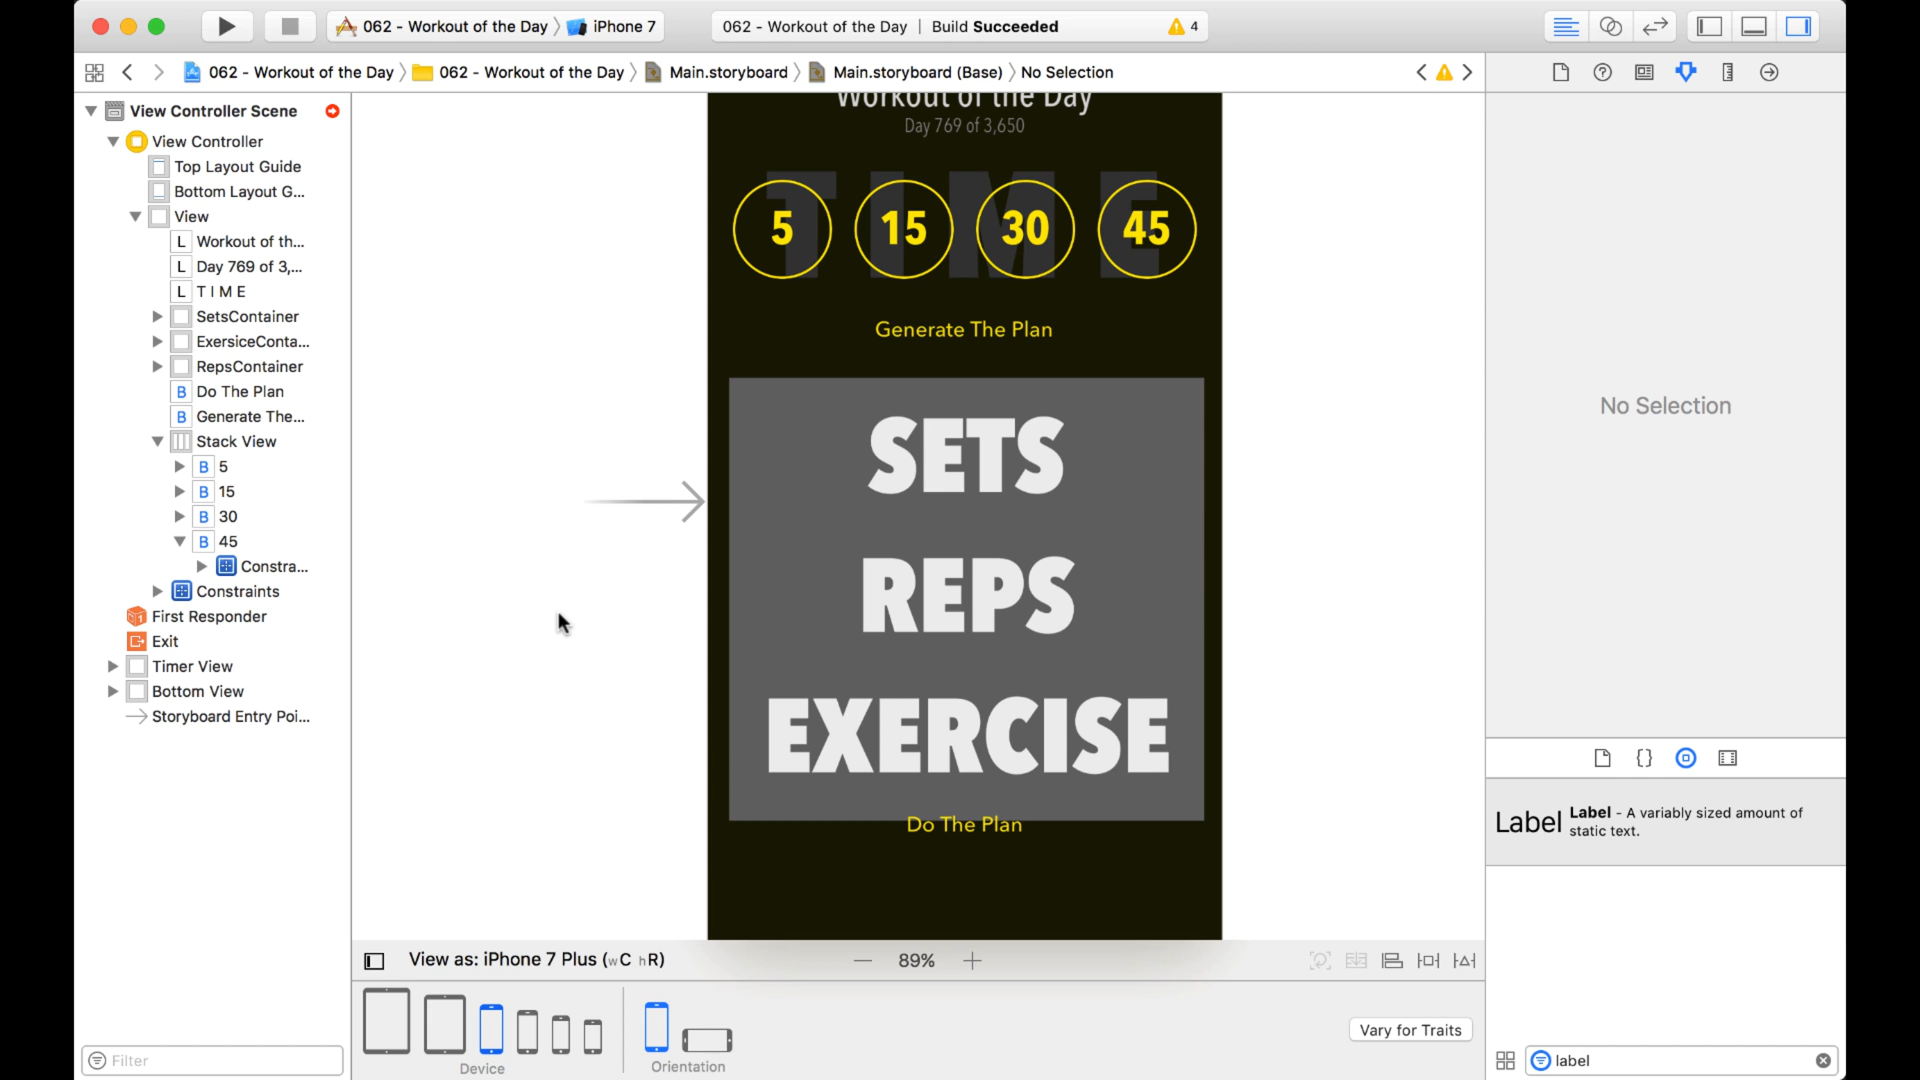 062 - Workout of the Day
iPhone 7
062 - Workout of the Day | Build Succeeded
4
062 - Workout of the Day
062 - Workout of the Day
Main.storyboard
Main.storyboard (Base)
No Selection
View Controller Scene
View Controller
Top Layout Guide
Bottom Layout G...
View
L Workout of th...
L Day 769 of 3,...
L T I M E
SetsContainer
ExersiceConta...
RepsContainer
B Do The Plan
B Generate The...
Stack View
B 5
B 15
B 30
B 45
Constra...
Constraints
First Responder
Exit
Timer View
Bottom View
Storyboard Entry Poi...
Filter
Workout of the Day
Day 769 of 3,650
T I M E
5 15 30 45
Generate The Plan
SETS
REPS
EXERCISE
Do The Plan
View as: iPhone 7 Plus (wC hR)
89%
Device
Orientation
Vary for Traits
No Selection
Label
Label - A variably sized amount of
static text.
label